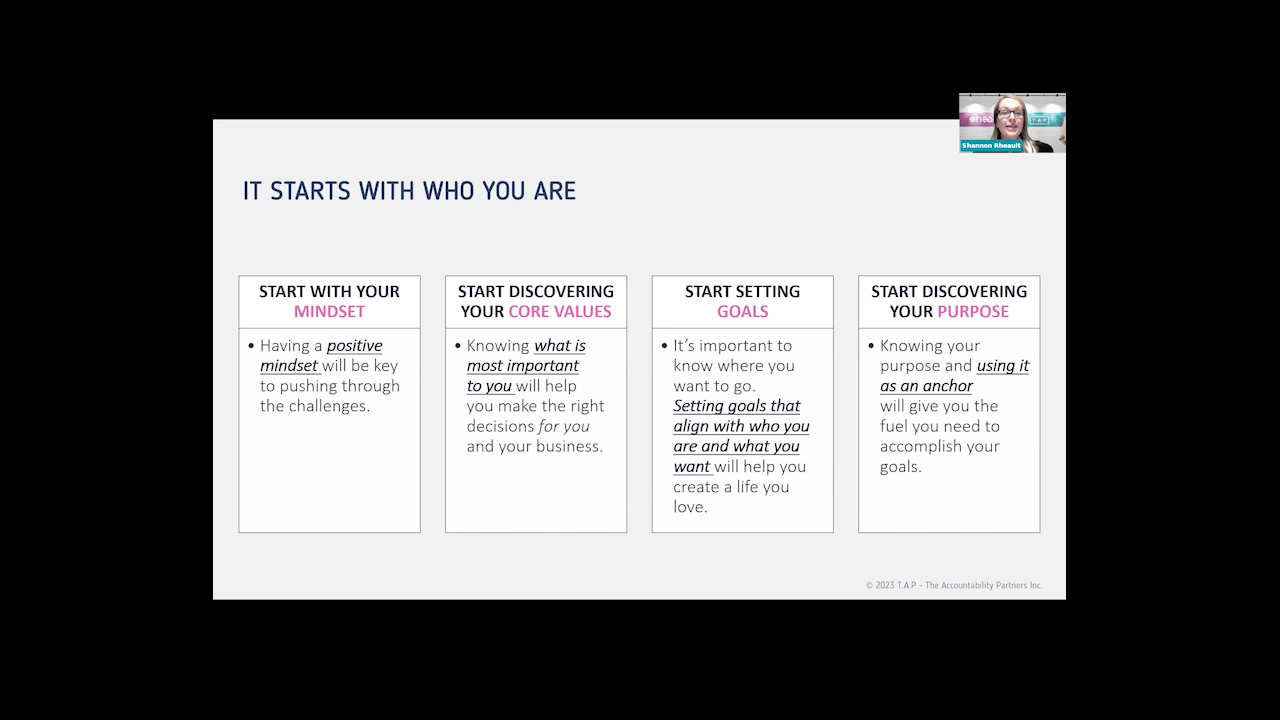 T.A.P
Shannon Rheault
IT STARTS WITH WHO YOU ARE
START WITH YOUR
MINDSET
• Having a positive
mindset will be key
to pushing through
the challenges.
START DISCOVERING
YOUR CORE VALUES
• Knowing what is
most important
to you will help
you make the right
decisions for you
and your business.
START SETTING
GOALS
• It’s important to
know where you
want to go.
Setting goals that
align with who you
are and what you
want will help you
create a life you
love.
START DISCOVERING
YOUR PURPOSE
• Knowing your
purpose and using it
as an anchor
will give you the
fuel you need to
accomplish your
goals.
© 2023 T.A.P – The Accountability Partners Inc.